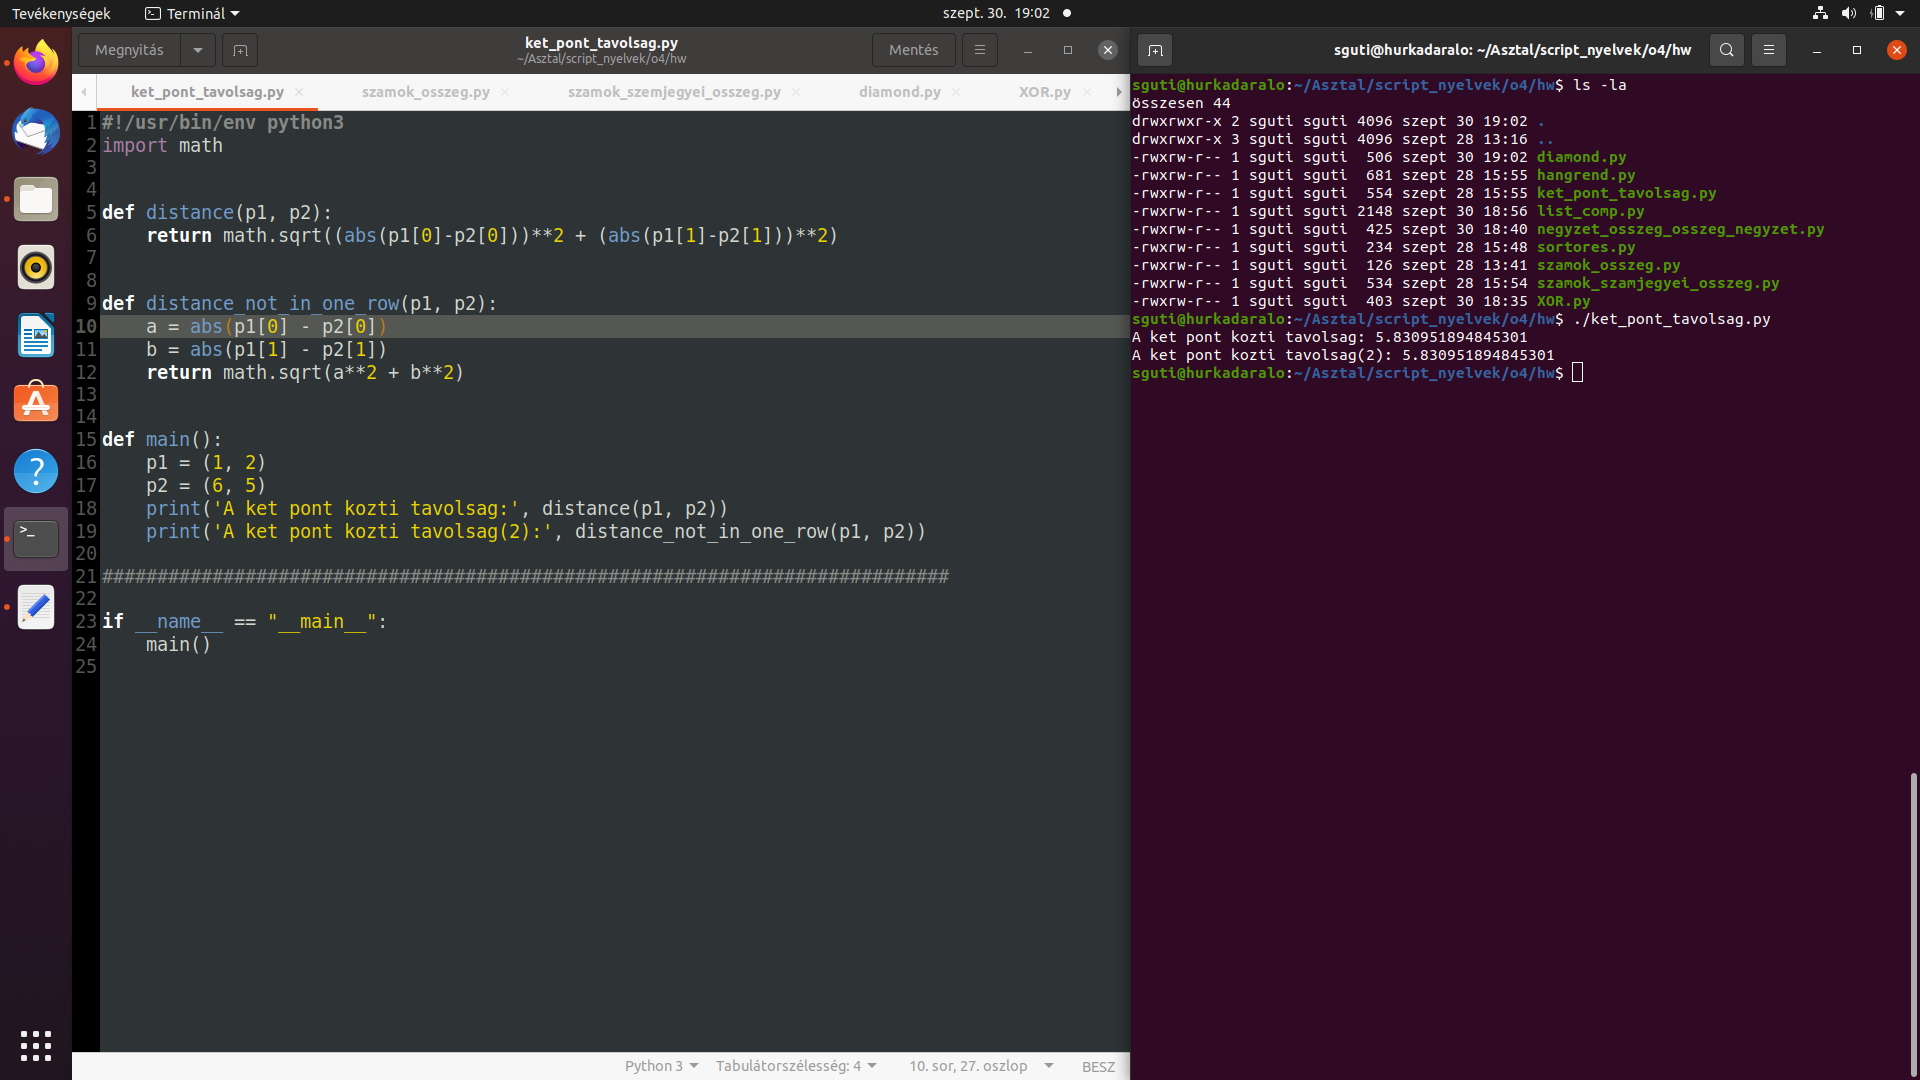 Tevékenységek
Terminál
szept. 30. 19:02
Megnyitás
ket_pont_tavolsag.py
~/Asztal/script_nyelvek/o4/hw
Mentés
ket_pont_tavolsag.py
szamok_osszeg.py
szamok_szemjegyei_osszeg.py
diamond.py
XOR.py
1 #!/usr/bin/env python3
2 import math
3
4
5 def distance(p1, p2):
6     return math.sqrt((abs(p1[0]-p2[0]))**2 + (abs(p1[1]-p2[1]))**2)
7
8
9 def distance_not_in_one_row(p1, p2):
10     a = abs(p1[0] - p2[0])
11     b = abs(p1[1] - p2[1])
12     return math.sqrt(a**2 + b**2)
13
14
15 def main():
16     p1 = (1, 2)
17     p2 = (6, 5)
18     print('A ket pont kozti tavolsag:', distance(p1, p2))
19     print('A ket pont kozti tavolsag(2):', distance_not_in_one_row(p1, p2))
20
21 #############################################################################
22
23 if __name__ == "__main__":
24     main()
25
Python 3
Tabulátorszélesség: 4
10. sor, 27. oszlop
BESZ
sguti@hurkadaralo: ~/Asztal/script_nyelvek/o4/hw
sguti@hurkadaralo:~/Asztal/script_nyelvek/o4/hw$ ls -la
összesen 44
drwxrwxr-x 2 sguti sguti 4096 szept 30 19:02 .
drwxrwxr-x 3 sguti sguti 4096 szept 28 13:16 ..
-rwxrw-r-- 1 sguti sguti  506 szept 30 19:02 diamond.py
-rwxrw-r-- 1 sguti sguti  681 szept 28 15:55 hangrend.py
-rwxrw-r-- 1 sguti sguti  554 szept 28 15:55 ket_pont_tavolsag.py
-rwxrw-r-- 1 sguti sguti 2148 szept 30 18:56 list_comp.py
-rwxrw-r-- 1 sguti sguti  425 szept 30 18:40 negyzet_osszeg_osszeg_negyzet.py
-rwxrw-r-- 1 sguti sguti  234 szept 28 15:48 sortores.py
-rwxrw-r-- 1 sguti sguti  126 szept 28 13:41 szamok_osszeg.py
-rwxrw-r-- 1 sguti sguti  534 szept 28 15:54 szamok_szamjegyei_osszeg.py
-rwxrw-r-- 1 sguti sguti  403 szept 30 18:35 XOR.py
sguti@hurkadaralo:~/Asztal/script_nyelvek/o4/hw$ ./ket_pont_tavolsag.py
A ket pont kozti tavolsag: 5.830951894845301
A ket pont kozti tavolsag(2): 5.830951894845301
sguti@hurkadaralo:~/Asztal/script_nyelvek/o4/hw$